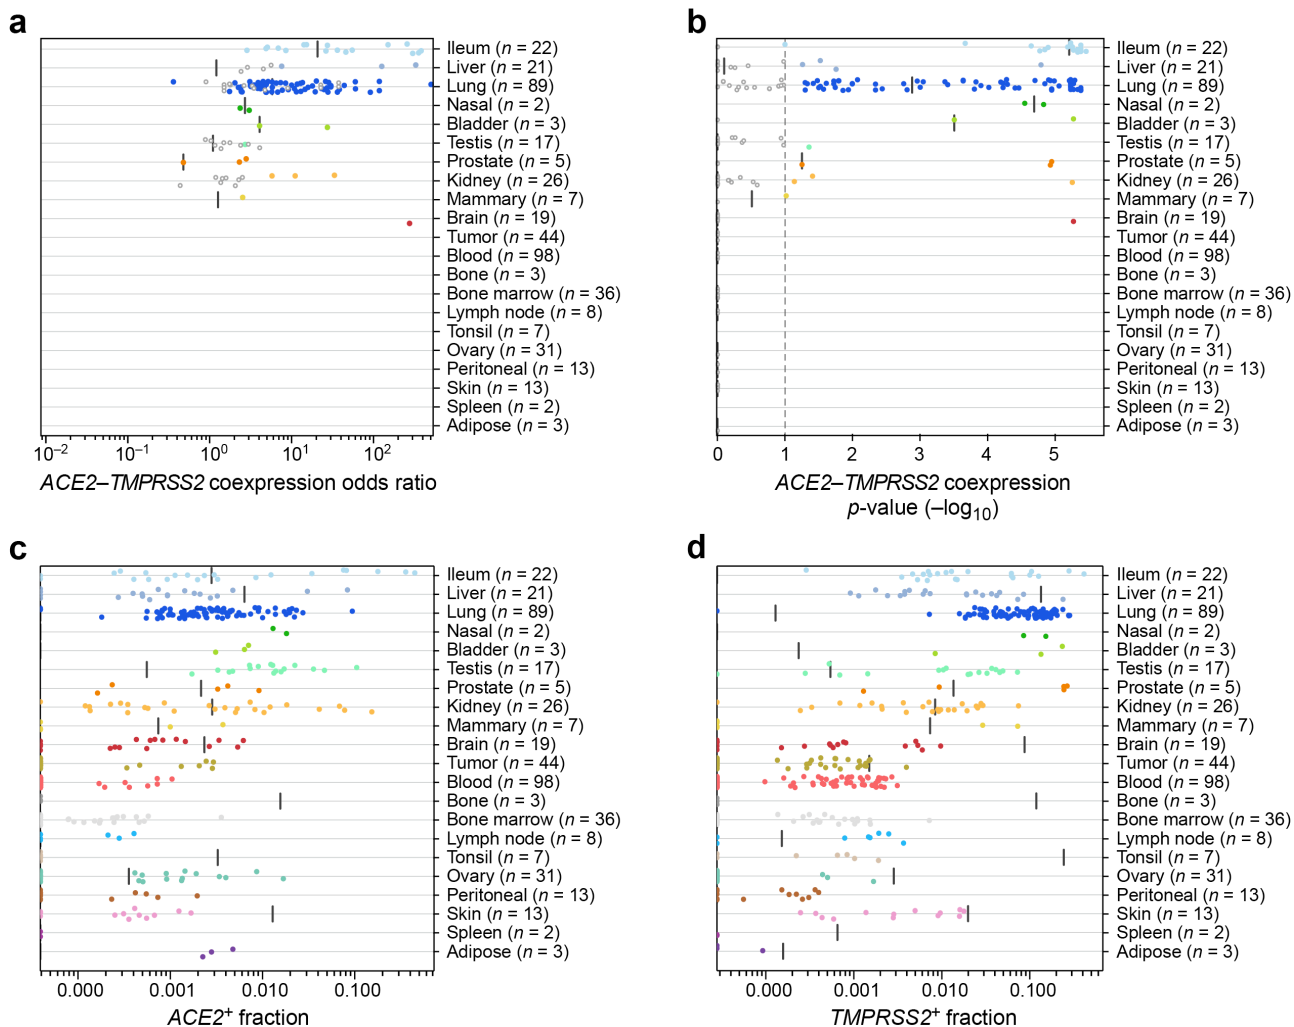 a
Ileum (n = 22)
Liver (n = 21)
Lung (n = 89)
Nasal (n = 2)
Bladder (n = 3)
Testis (n = 17)
Prostate (n = 5)
Kidney (n = 26)
Mammary (n = 7)
Brain (n = 19)
Tumor (n = 44)
Blood (n = 98)
Bone (n = 3)
Bone marrow (n = 36)
Lymph node (n = 8)
Tonsil (n = 7)
Ovary (n = 31)
Peritoneal (n = 13)
Skin (n = 13)
Spleen (n = 2)
Adipose (n = 3)
10⁻² 10⁻¹ 10⁰ 10¹ 10²
ACE2–TMPRSS2 coexpression odds ratio
b
Ileum (n = 22)
Liver (n = 21)
Lung (n = 89)
Nasal (n = 2)
Bladder (n = 3)
Testis (n = 17)
Prostate (n = 5)
Kidney (n = 26)
Mammary (n = 7)
Brain (n = 19)
Tumor (n = 44)
Blood (n = 98)
Bone (n = 3)
Bone marrow (n = 36)
Lymph node (n = 8)
Tonsil (n = 7)
Ovary (n = 31)
Peritoneal (n = 13)
Skin (n = 13)
Spleen (n = 2)
Adipose (n = 3)
0 1 2 3 4 5
ACE2–TMPRSS2 coexpression
p-value (–log₁₀)
c
Ileum (n = 22)
Liver (n = 21)
Lung (n = 89)
Nasal (n = 2)
Bladder (n = 3)
Testis (n = 17)
Prostate (n = 5)
Kidney (n = 26)
Mammary (n = 7)
Brain (n = 19)
Tumor (n = 44)
Blood (n = 98)
Bone (n = 3)
Bone marrow (n = 36)
Lymph node (n = 8)
Tonsil (n = 7)
Ovary (n = 31)
Peritoneal (n = 13)
Skin (n = 13)
Spleen (n = 2)
Adipose (n = 3)
0.000 0.001 0.010 0.100
ACE2⁺ fraction
d
Ileum (n = 22)
Liver (n = 21)
Lung (n = 89)
Nasal (n = 2)
Bladder (n = 3)
Testis (n = 17)
Prostate (n = 5)
Kidney (n = 26)
Mammary (n = 7)
Brain (n = 19)
Tumor (n = 44)
Blood (n = 98)
Bone (n = 3)
Bone marrow (n = 36)
Lymph node (n = 8)
Tonsil (n = 7)
Ovary (n = 31)
Peritoneal (n = 13)
Skin (n = 13)
Spleen (n = 2)
Adipose (n = 3)
0.000 0.001 0.010 0.100
TMPRSS2⁺ fraction